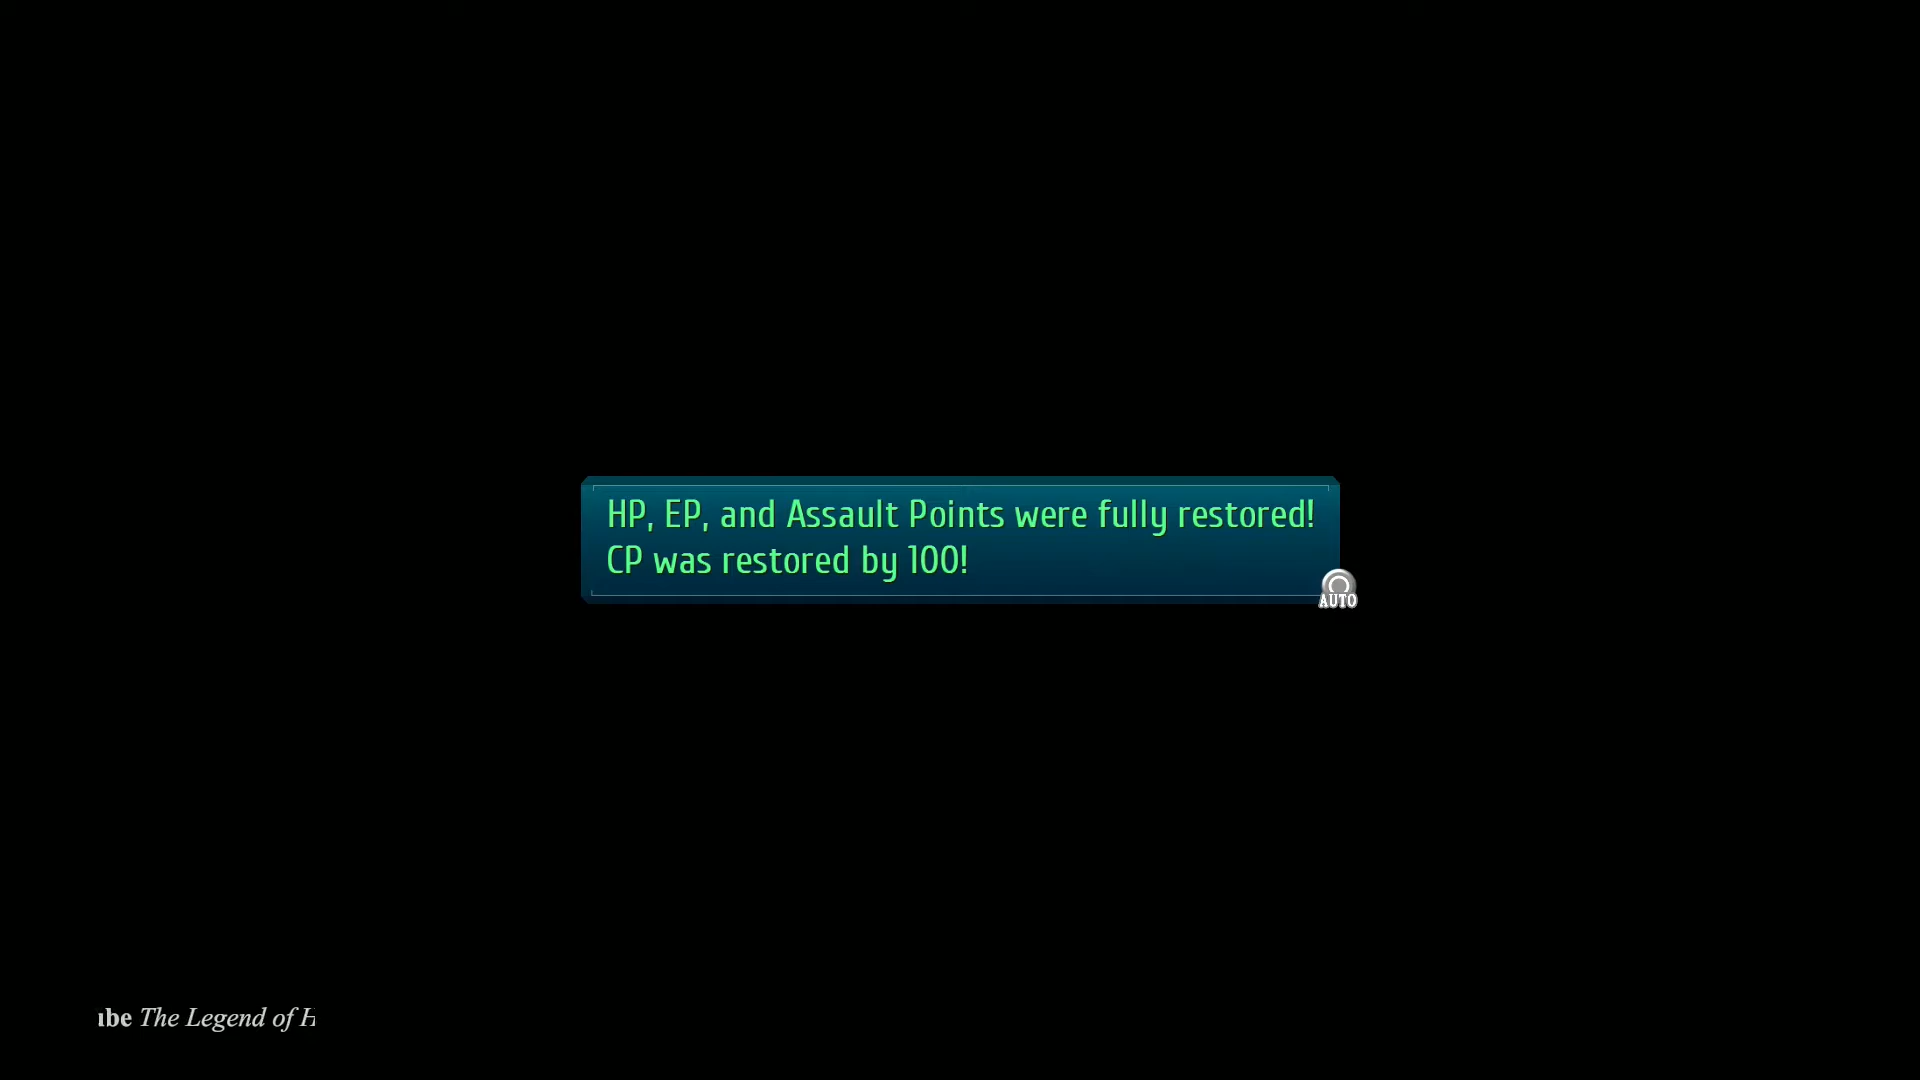 HP, EP, and Assault Points were fully restored!
CP was restored by 100!
AUTO
The Legend of